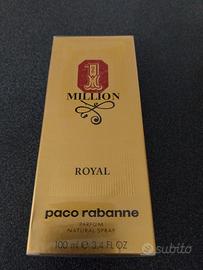 1
MILLION
ROYAL
paco rabanne
PARFUM
NATURAL SPRAY
100 ml e 3.4 FL OZ
subito